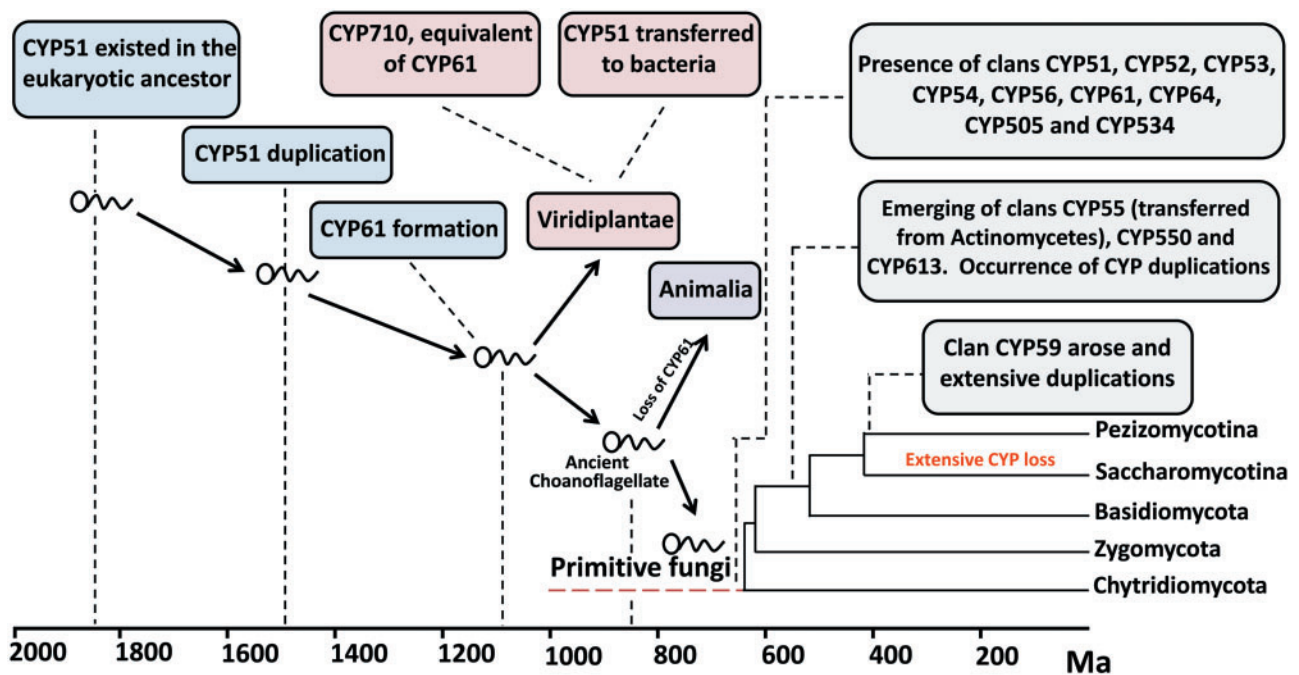 CYP51 existed in the
eukaryotic ancestor
CYP710, equivalent
of CYP61
CYP51 transferred
to bacteria
Presence of clans CYP51, CYP52, CYP53,
CYP54, CYP56, CYP61, CYP64,
CYP505 and CYP534
CYP51 duplication
CYP61 formation
Viridiplantae
Emerging of clans CYP55 (transferred
from Actinomycetes), CYP550 and
CYP613. Occurrence of CYP duplications
Animalia
Loss of CYP61
Clan CYP59 arose and
extensive duplications
Ancient
Choanoflagellate
Pezizomycotina
Extensive CYP loss
Saccharomycotina
Basidiomycota
Zygomycota
Primitive fungi
Chytridiomycota
2000 1800 1600 1400 1200 1000 800 600 400 200 Ma